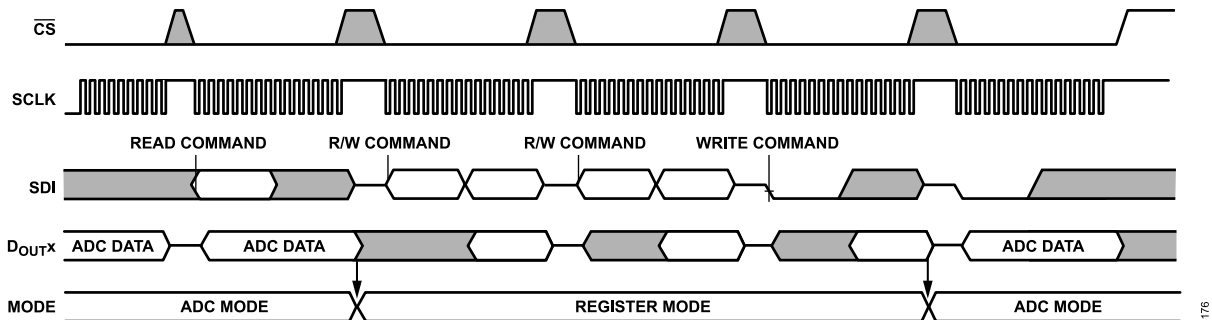 CS
SCLK
READ COMMAND R/W COMMAND R/W COMMAND WRITE COMMAND
SDI
DOUTx ADC DATA ADC DATA ADC DATA
MODE ADC MODE REGISTER MODE ADC MODE
176